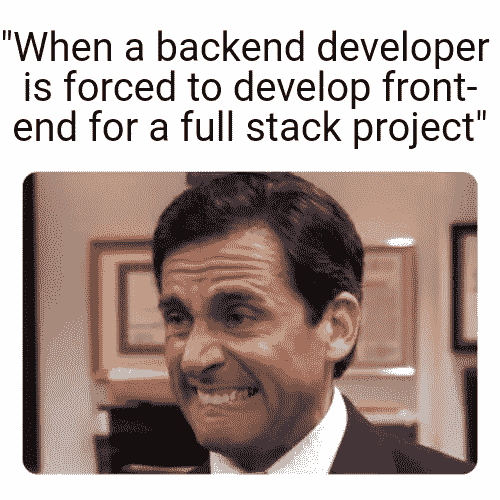 "When a backend developer
is forced to develop front-
end for a full stack project"